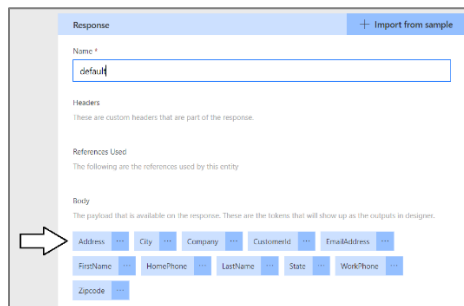 Response
+ Import from sample
Name *
default
Headers
These are custom headers that are part of the response.
References Used
The following are the references used by this entity
Body
The payload that is available on the response. These are the tokens that will show up as the outputs in designer.
Address ... City ... Company ... CustomerId ... EmailAddress ...
FirstName ... HomePhone ... LastName ... State ... WorkPhone ...
Zipcode ...